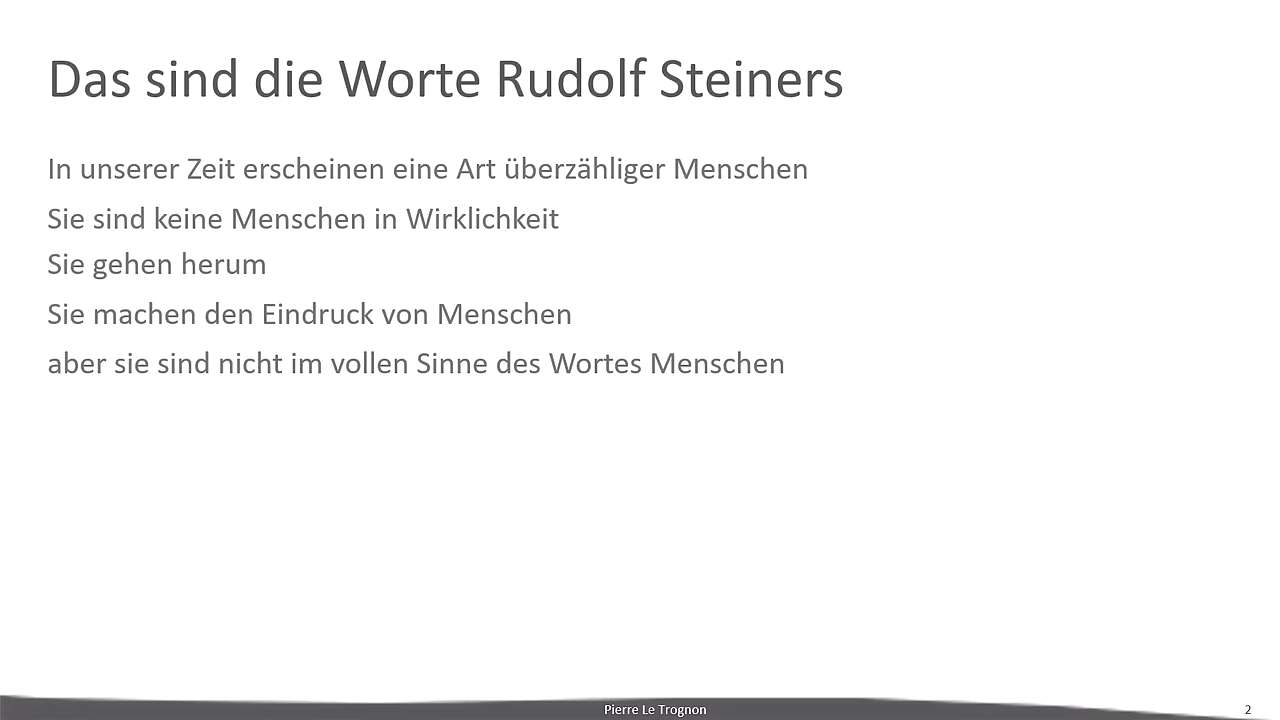 Das sind die Worte Rudolf Steiners
In unserer Zeit erscheinen eine Art überzähliger Menschen
Sie sind keine Menschen in Wirklichkeit
Sie gehen herum
Sie machen den Eindruck von Menschen
aber sie sind nicht im vollen Sinne des Wortes Menschen
Pierre Le Trognon
2